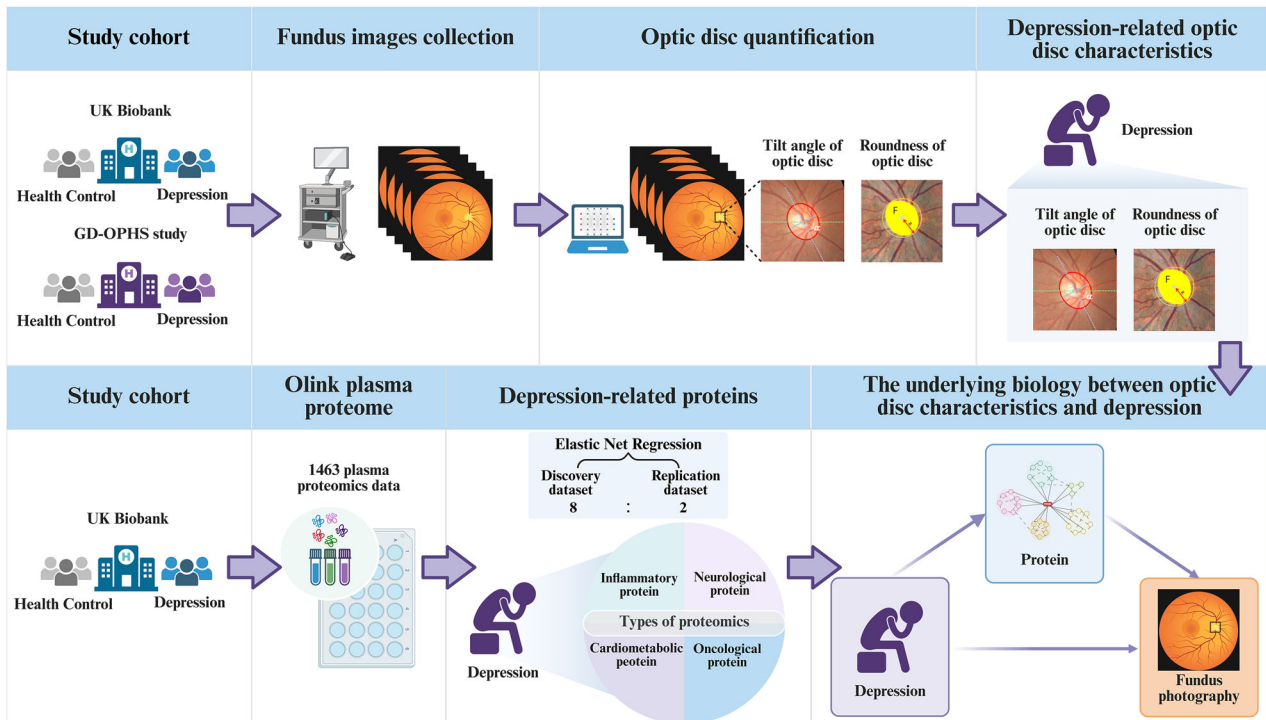 Study cohort
Fundus images collection
Optic disc quantification
Depression-related optic
disc characteristics
UK Biobank
H
Health Control
Depression
GD-OPHS study
H
Health Control
Depression
Tilt angle of
optic disc
Roundness of
optic disc
α
F
r
Depression
Tilt angle of
optic disc
Roundness of
optic disc
α
F
r
Study cohort
Olink plasma
proteome
Depression-related proteins
The underlying biology between optic
disc characteristics and depression
UK Biobank
H
Health Control
Depression
1463 plasma
proteomics data
Elastic Net Regression
Discovery
dataset
8
:
Replication
dataset
2
Inflammatory
protein
Neurological
protein
Types of proteomics
Cardiometabolic
peotein
Oncological
protein
Depression
Protein
Depression
Fundus
photography